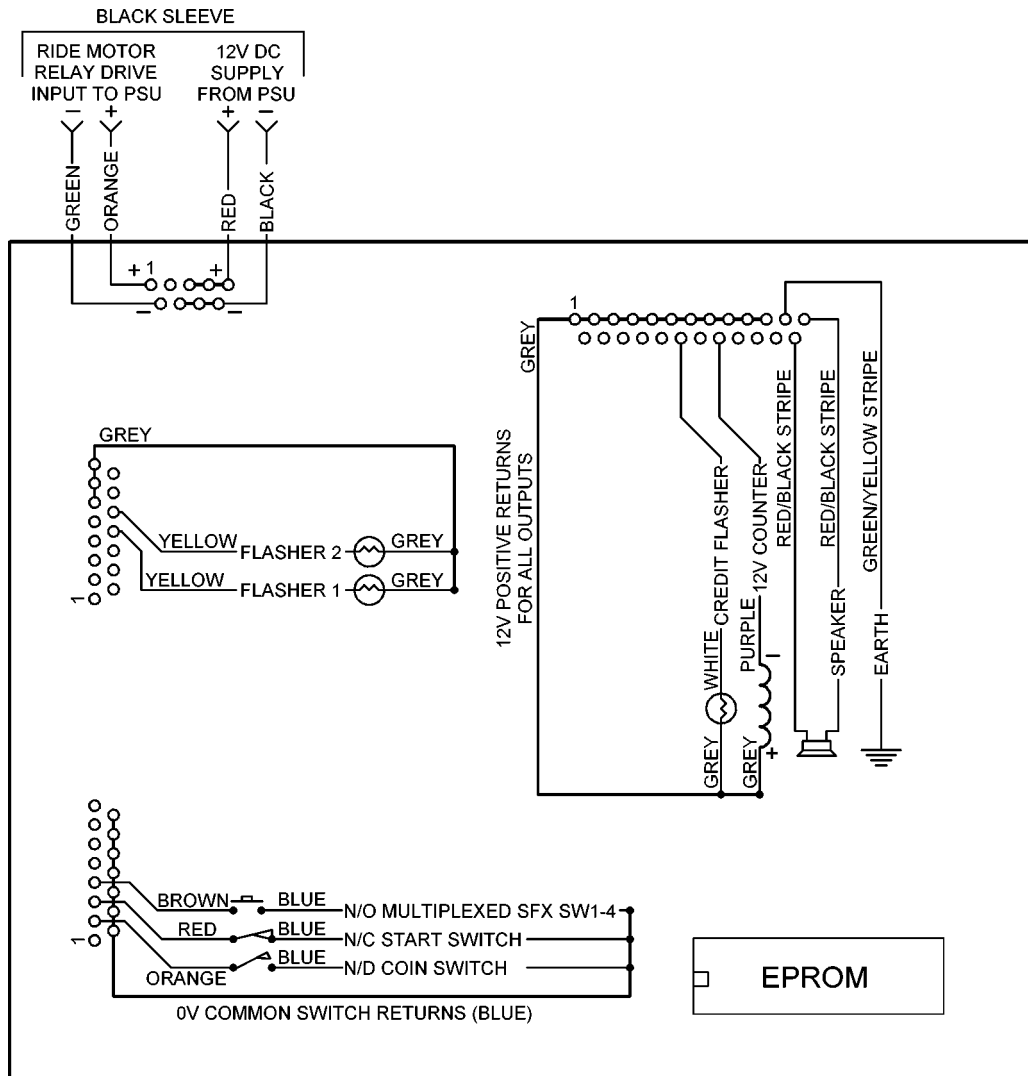 BLACK SLEEVE
RIDE MOTOR
RELAY DRIVE
INPUT TO PSU
12V DC
SUPPLY
FROM PSU
− +
+ −
GREEN
ORANGE
RED
BLACK
+ 1 +
− −
1
GREY
12V POSITIVE RETURNS
FOR ALL OUTPUTS
WHITE CREDIT FLASHER
GREY
PURPLE 12V COUNTER
−
+
GREY
RED/BLACK STRIPE
RED/BLACK STRIPE
SPEAKER
GREEN/YELLOW STRIPE
EARTH
GREY
YELLOW FLASHER 2 GREY
YELLOW FLASHER 1 GREY
1
BROWN BLUE N/O MULTIPLEXED SFX SW1-4
RED BLUE N/C START SWITCH
ORANGE BLUE N/D COIN SWITCH
1
0V COMMON SWITCH RETURNS (BLUE)
EPROM